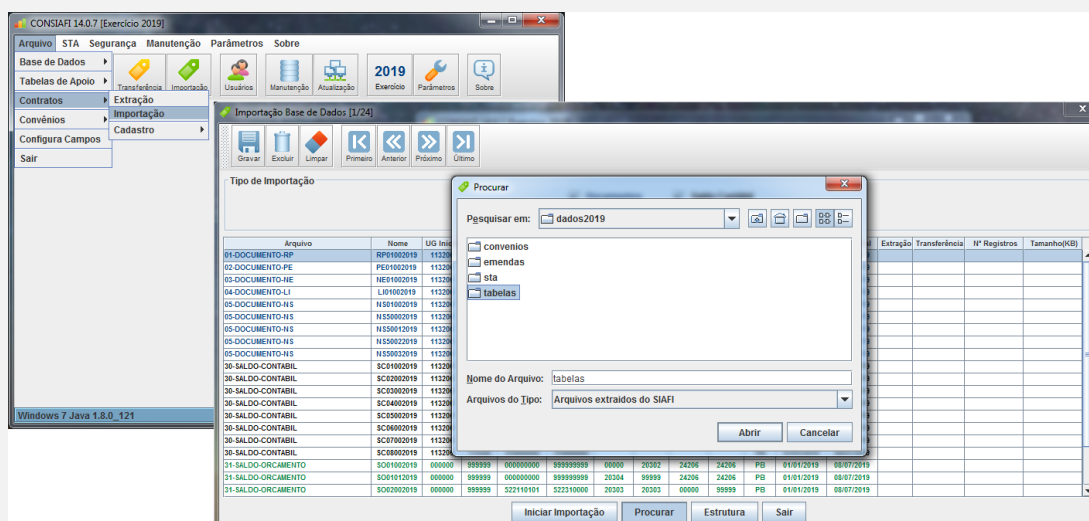 CONSIAFI 14.0.7 [Exercício 2019]
Arquivo STA Segurança Manutenção Parâmetros Sobre
Base de Dados
Tabelas de Apoio
Contratos
Convênios
Configura Campos
Sair
Transferência Importação Usuários Manutenção Atualização 2019 Exercício Parâmetros Sobre
Extração
Importação
Cadastro
Windows 7 Java 1.8.0_121
Importação Base de Dados [1/24]
Gravar Excluir Limpar Primeiro Anterior Próximo Último
Tipo de Importação
Procurar
Pesquisar em: dados2019
convenios
emendas
sta
tabelas
Nome do Arquivo: tabelas
Arquivos do Tipo: Arquivos extraidos do SIAFI
Abrir Cancelar
Arquivo Nome UG Extração Transferência Nº Registros Tamanho(KB)
01-DOCUMENTO-RP RP01002019
02-DOCUMENTO-PE PE01002019
03-DOCUMENTO-NE NE01002019
04-DOCUMENTO-LI LI01002019
05-DOCUMENTO-NS NS01002019
05-DOCUMENTO-NS NS50002019
05-DOCUMENTO-NS NS50012019
05-DOCUMENTO-NS NS50022019
05-DOCUMENTO-NS NS50032019
30-SALDO-CONTABIL SC01002019
30-SALDO-CONTABIL SC02002019
30-SALDO-CONTABIL SC03002019
30-SALDO-CONTABIL SC04002019
30-SALDO-CONTABIL SC05002019
30-SALDO-CONTABIL SC06002019
30-SALDO-CONTABIL SC07002019
30-SALDO-CONTABIL SC08002019
31-SALDO-ORCAMENTO SO01002019 000000 999999 000000000 999999999 00000 20302 24206 24206 PB 01/01/2019 08/07/2019
31-SALDO-ORCAMENTO SO01012019 000000 999999 000000000 999999999 20304 99999 24206 24206 PB 01/01/2019 08/07/2019
31-SALDO-ORCAMENTO SO02002019 000000 999999 522110101 522310000 20303 20303 00000 99999 PB 01/01/2019 08/07/2019
Iniciar Importação Procurar Estrutura Sair